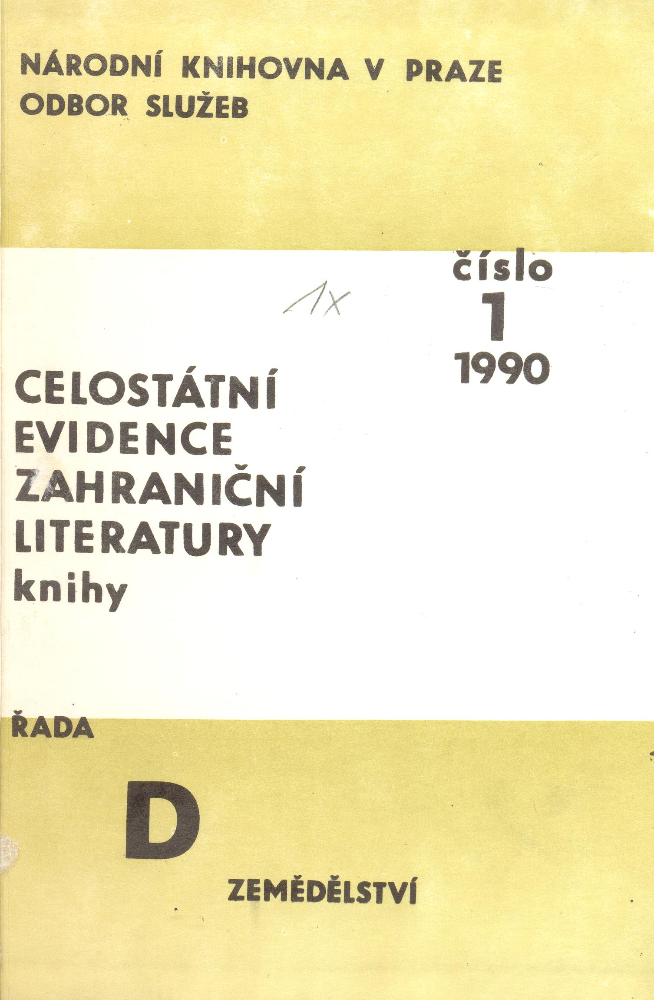 NÁRODNÍ KNIHOVNA V PRAZE
ODBOR SLUŽEB
číslo
1
1990
1x
CELOSTÁTNÍ
EVIDENCE
ZAHRANIČNÍ
LITERATURY
knihy
ŘADA
D
ZEMĚDĚLSTVÍ